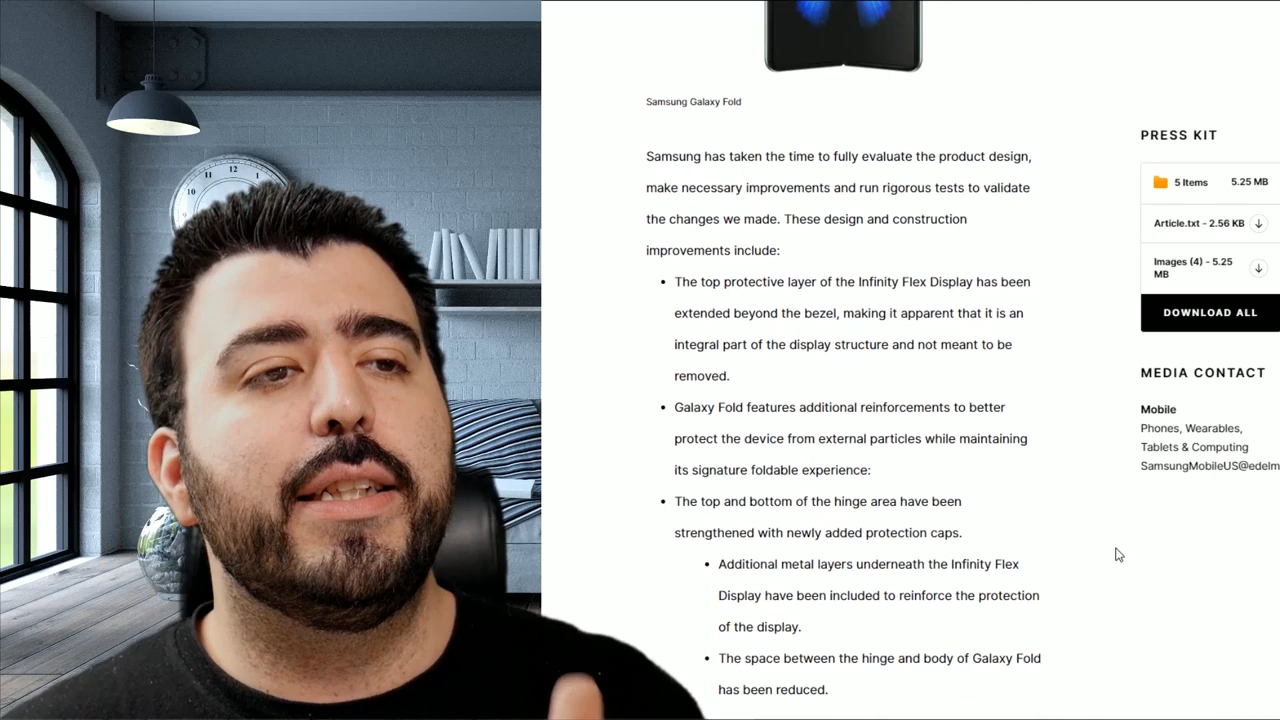 12
11
1
10
Samsung Galaxy Fold
Samsung has taken the time to fully evaluate the product design,
make necessary improvements and run rigorous tests to validate
the changes we made. These design and construction
improvements include:
• The top protective layer of the Infinity Flex Display has been
extended beyond the bezel, making it apparent that it is an
integral part of the display structure and not meant to be
removed.
• Galaxy Fold features additional reinforcements to better
protect the device from external particles while maintaining
its signature foldable experience:
• The top and bottom of the hinge area have been
strengthened with newly added protection caps.
• Additional metal layers underneath the Infinity Flex
Display have been included to reinforce the protection
of the display.
• The space between the hinge and body of Galaxy Fold
has been reduced.
PRESS KIT
5 Items 5.25 MB
Article.txt - 2.56 KB
Images (4) - 5.25
MB
DOWNLOAD ALL
MEDIA CONTACT
Mobile
Phones, Wearables,
Tablets & Computing
SamsungMobileUS@edelm